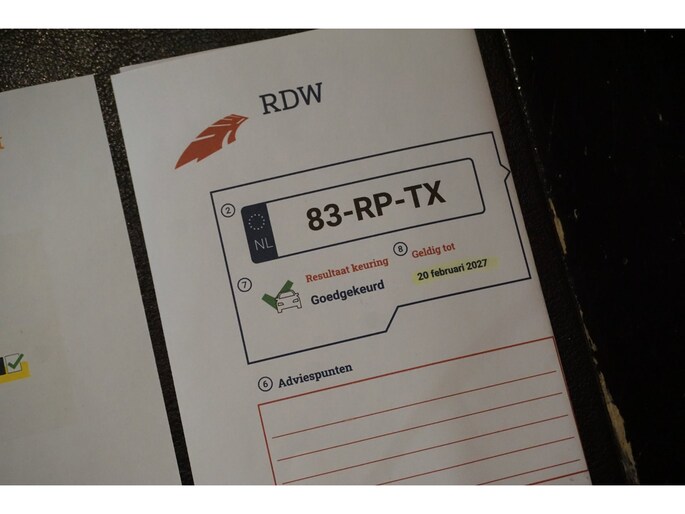 RDW
2
NL
83-RP-TX
7
Resultaat keuring
Goedgekeurd
8
Geldig tot
20 februari 2027
6 Adviespunten